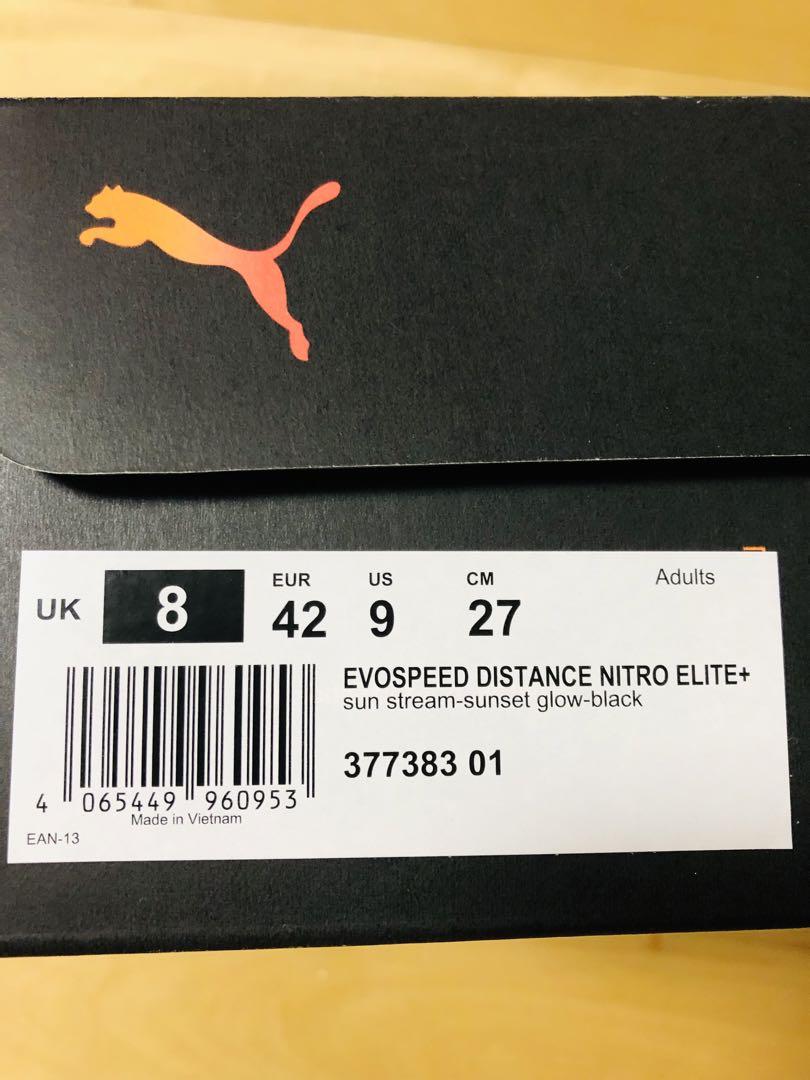 UK 8 EUR 42 US 9 CM 27 Adults
EVOSPEED DISTANCE NITRO ELITE+
sun stream-sunset glow-black
377383 01
4 065449 960953
Made in Vietnam
EAN-13